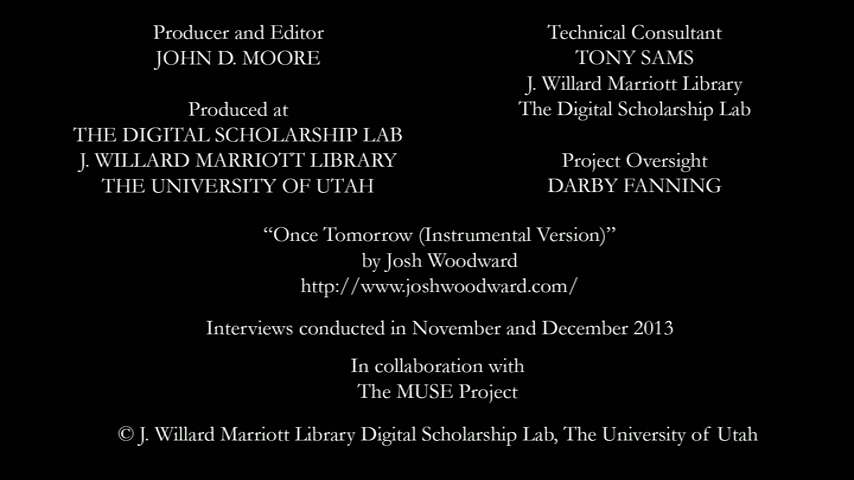 Producer and Editor
JOHN D. MOORE
Produced at
THE DIGITAL SCHOLARSHIP LAB
J. WILLARD MARRIOTT LIBRARY
THE UNIVERSITY OF UTAH
Technical Consultant
TONY SAMS
J. Willard Marriott Library
The Digital Scholarship Lab
Project Oversight
DARBY FANNING
“Once Tomorrow (Instrumental Version)”
by Josh Woodward
http://www.joshwoodward.com/
Interviews conducted in November and December 2013
In collaboration with
The MUSE Project
© J. Willard Marriott Library Digital Scholarship Lab, The University of Utah